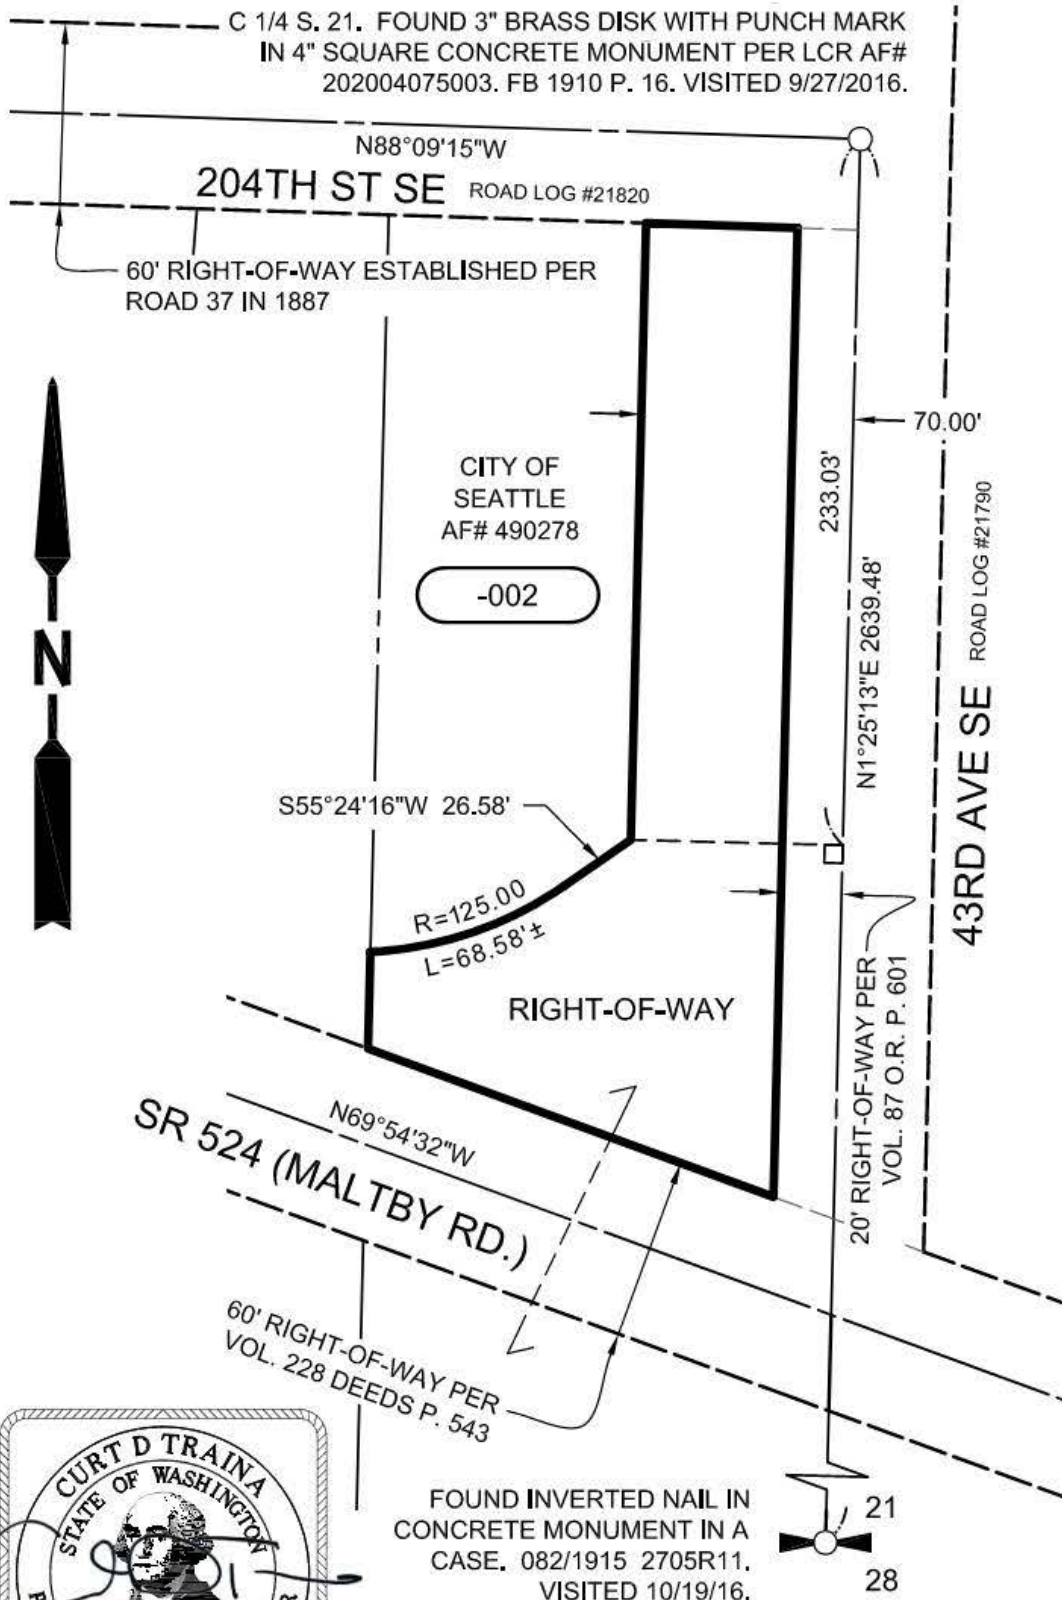 C 1/4 S. 21. FOUND 3" BRASS DISK WITH PUNCH MARK
IN 4" SQUARE CONCRETE MONUMENT PER LCR AF#
202004075003. FB 1910 P. 16. VISITED 9/27/2016.
N88°09'15"W
204TH ST SE ROAD LOG #21820
60' RIGHT-OF-WAY ESTABLISHED PER
ROAD 37 IN 1887
70.00'
CITY OF
SEATTLE
AF# 490278
-002
233.03'
N1°25'13"E 2639.48'
43RD AVE SE ROAD LOG #21790
N
S55°24'16"W 26.58'
R=125.00
L=68.58'±
RIGHT-OF-WAY
20' RIGHT-OF-WAY PER
VOL. 87 O.R. P. 601
N69°54'32"W
SR 524 (MALTBY RD.)
60' RIGHT-OF-WAY PER
VOL. 228 DEEDS P. 543
CURT D TRAINA
STATE OF WASHINGTON
FOUND INVERTED NAIL IN
CONCRETE MONUMENT IN A
CASE. 082/1915 2705R11.
VISITED 10/19/16.
21
28